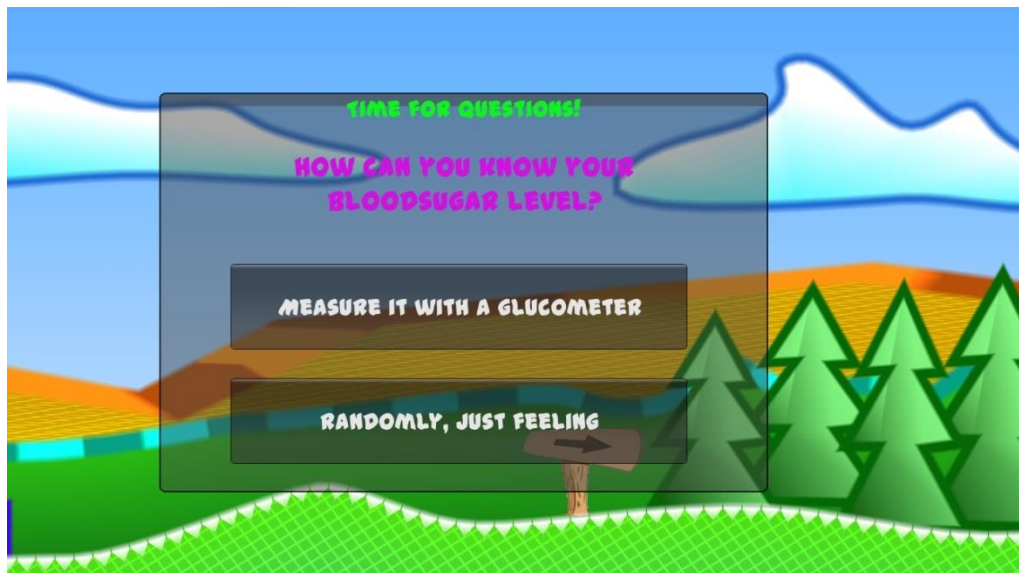 TIME FOR QUESTIONS!
HOW CAN YOU KNOW YOUR
BLOODSUGAR LEVEL?
MEASURE IT WITH A GLUCOMETER
RANDOMLY, JUST FEELING